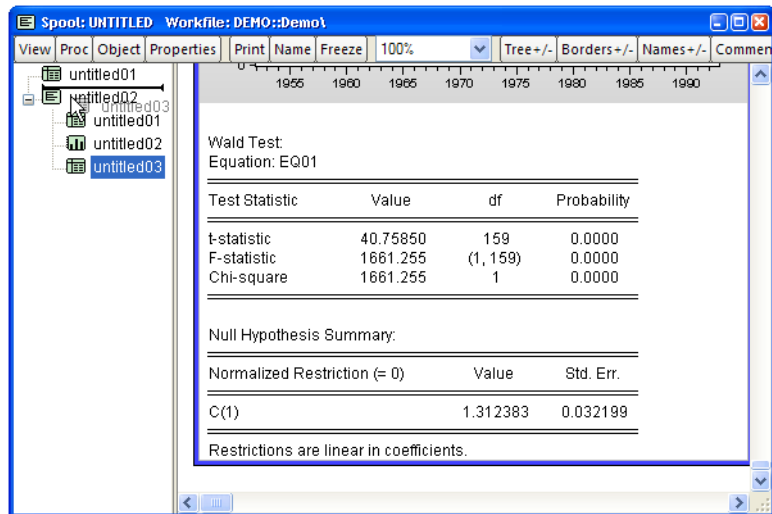 Spool: UNTITLED Workfile: DEMO::Demo\
View Proc Object Properties Print Name Freeze 100% Tree+/- Borders+/- Names+/- Commen
untitled01
untitled02
untitled03
untitled01
untitled02
untitled03
1955 1960 1965 1970 1975 1980 1985 1990
Wald Test:
Equation: EQ01
Test Statistic Value df Probability
t-statistic 40.75850 159 0.0000
F-statistic 1661.255 (1, 159) 0.0000
Chi-square 1661.255 1 0.0000
Null Hypothesis Summary:
Normalized Restriction (= 0) Value Std. Err.
C(1) 1.312383 0.032199
Restrictions are linear in coefficients.